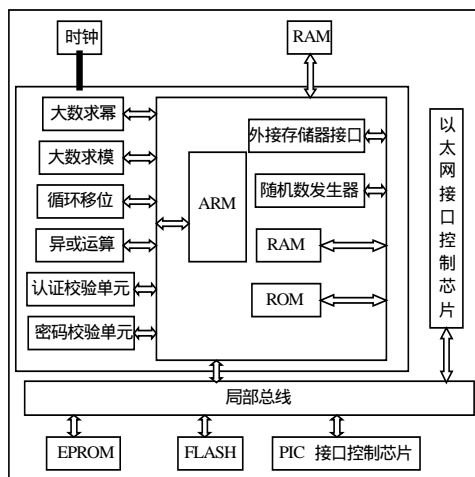 时钟
RAM
大数求幂
大数求模
循环移位
异或运算
认证校验单元
密码校验单元
ARM
外接存储器接口
随机数发生器
RAM
ROM
以太网接口控制芯片
局部总线
EPROM
FLASH
PIC 接口控制芯片